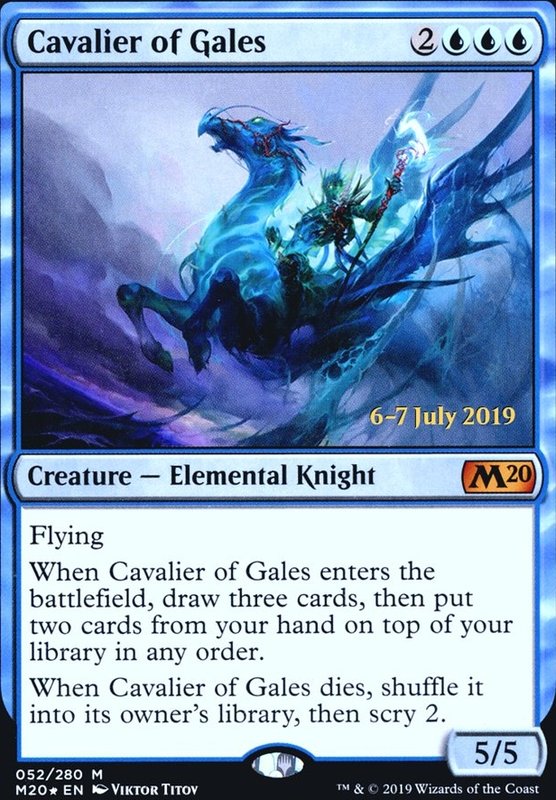 Cavalier of Gales 2
6–7 July 2019
Creature — Elemental Knight M20
Flying
When Cavalier of Gales enters the
battlefield, draw three cards, then put
two cards from your hand on top of your
library in any order.
When Cavalier of Gales dies, shuffle it
into its owner's library, then scry 2.
5/5
052/280 M
M20★EN Viktor Titov
™ & © 2019 Wizards of the Coast